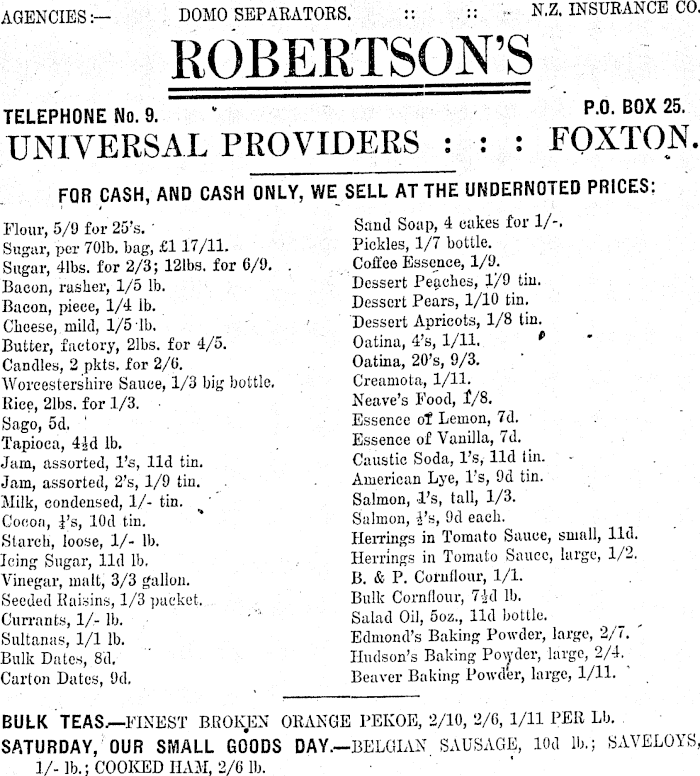 AGENCIES:— DOMO SEPARATORS. :: :: N.Z. INSURANCE CO.
ROBERTSON'S
TELEPHONE No. 9. P.O. BOX 25.
UNIVERSAL PROVIDERS : : : FOXTON.
FOR CASH, AND CASH ONLY, WE SELL AT THE UNDERNOTED PRICES:
Flour, 5/9 for 25's.
Sugar, per 70lb. bag, £1 17/11.
Sugar, 4lbs. for 2/3; 12lbs. for 6/9.
Bacon, rasher, 1/5 lb.
Bacon, piece, 1/4 lb.
Cheese, mild, 1/5 lb.
Butter, factory, 2lbs. for 4/5.
Candles, 2 pkts. for 2/6.
Worcestershire Sauce, 1/3 big bottle.
Rice, 2lbs. for 1/3.
Sago, 5d.
Tapioca, 4½d lb.
Jam, assorted, 1's, 11d tin.
Jam, assorted, 2's, 1/9 tin.
Milk, condensed, 1/- tin.
Cocoa, ¼'s, 10d tin.
Starch, loose, 1/- lb.
Icing Sugar, 11d lb.
Vinegar, malt, 3/3 gallon.
Seeded Raisins, 1/3 packet.
Currants, 1/- lb.
Sultanas, 1/1 lb.
Bulk Dates, 8d.
Carton Dates, 9d.
Sand Soap, 4 cakes for 1/-.
Pickles, 1/7 bottle.
Coffee Essence, 1/9.
Dessert Peaches, 1/9 tin.
Dessert Pears, 1/10 tin.
Dessert Apricots, 1/8 tin.
Oatina, 4's, 1/11.
Oatina, 20's, 9/3.
Creamota, 1/11.
Neave's Food, 1/8.
Essence of Lemon, 7d.
Essence of Vanilla, 7d.
Caustic Soda, 1's, 11d tin.
American Lye, 1's, 9d tin.
Salmon, 1's, tall, 1/3.
Salmon, ½'s, 9d each.
Herrings in Tomato Sauce, small, 11d.
Herrings in Tomato Sauce, large, 1/2.
B. & P. Cornflour, 1/1.
Bulk Cornflour, 7½d lb.
Salad Oil, 5oz., 11d bottle.
Edmond's Baking Powder, large, 2/7.
Hudson's Baking Powder, large, 2/4.
Beaver Baking Powder, large, 1/11.
BULK TEAS.—FINEST BROKEN ORANGE PEKOE, 2/10, 2/6, 1/11 PER Lb.
SATURDAY, OUR SMALL GOODS DAY.—BELGIAN SAUSAGE, 10d lb.; SAVELOYS,
1/- lb.; COOKED HAM, 2/6 lb.